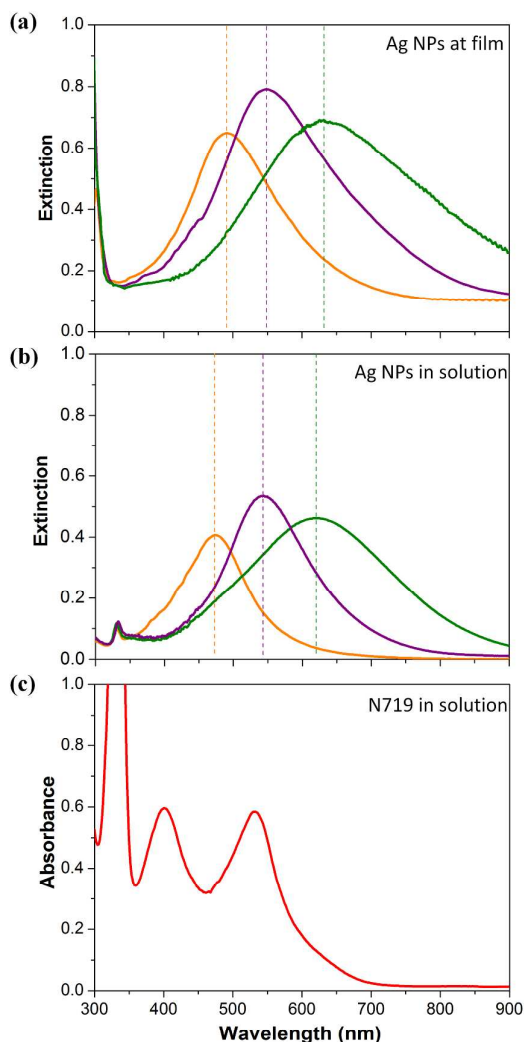 (a)
Ag NPs at film
1.0
0.8
0.6
0.4
0.2
0.0
Extinction
(b)
Ag NPs in solution
1.0
0.8
0.6
0.4
0.2
0.0
Extinction
(c)
N719 in solution
1.0
0.8
0.6
0.4
0.2
0.0
Absorbance
300 400 500 600 700 800 900
Wavelength (nm)